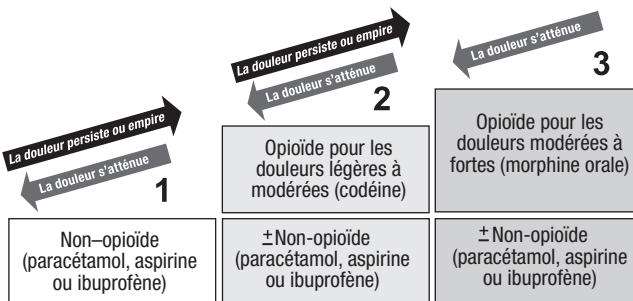 La douleur persiste ou empire
La douleur s'atténue
1
Non–opioïde
(paracétamol, aspirine
ou ibuprofène)
La douleur persiste ou empire
La douleur s'atténue
2
Opioïde pour les
douleurs légères à
modérées (codéine)
±Non-opioïde
(paracétamol, aspirine
ou ibuprofène)
La douleur s'atténue
3
Opioïde pour les
douleurs modérées à
fortes (morphine orale)
±Non-opioïde
(paracétamol, aspirine
ou ibuprofène)